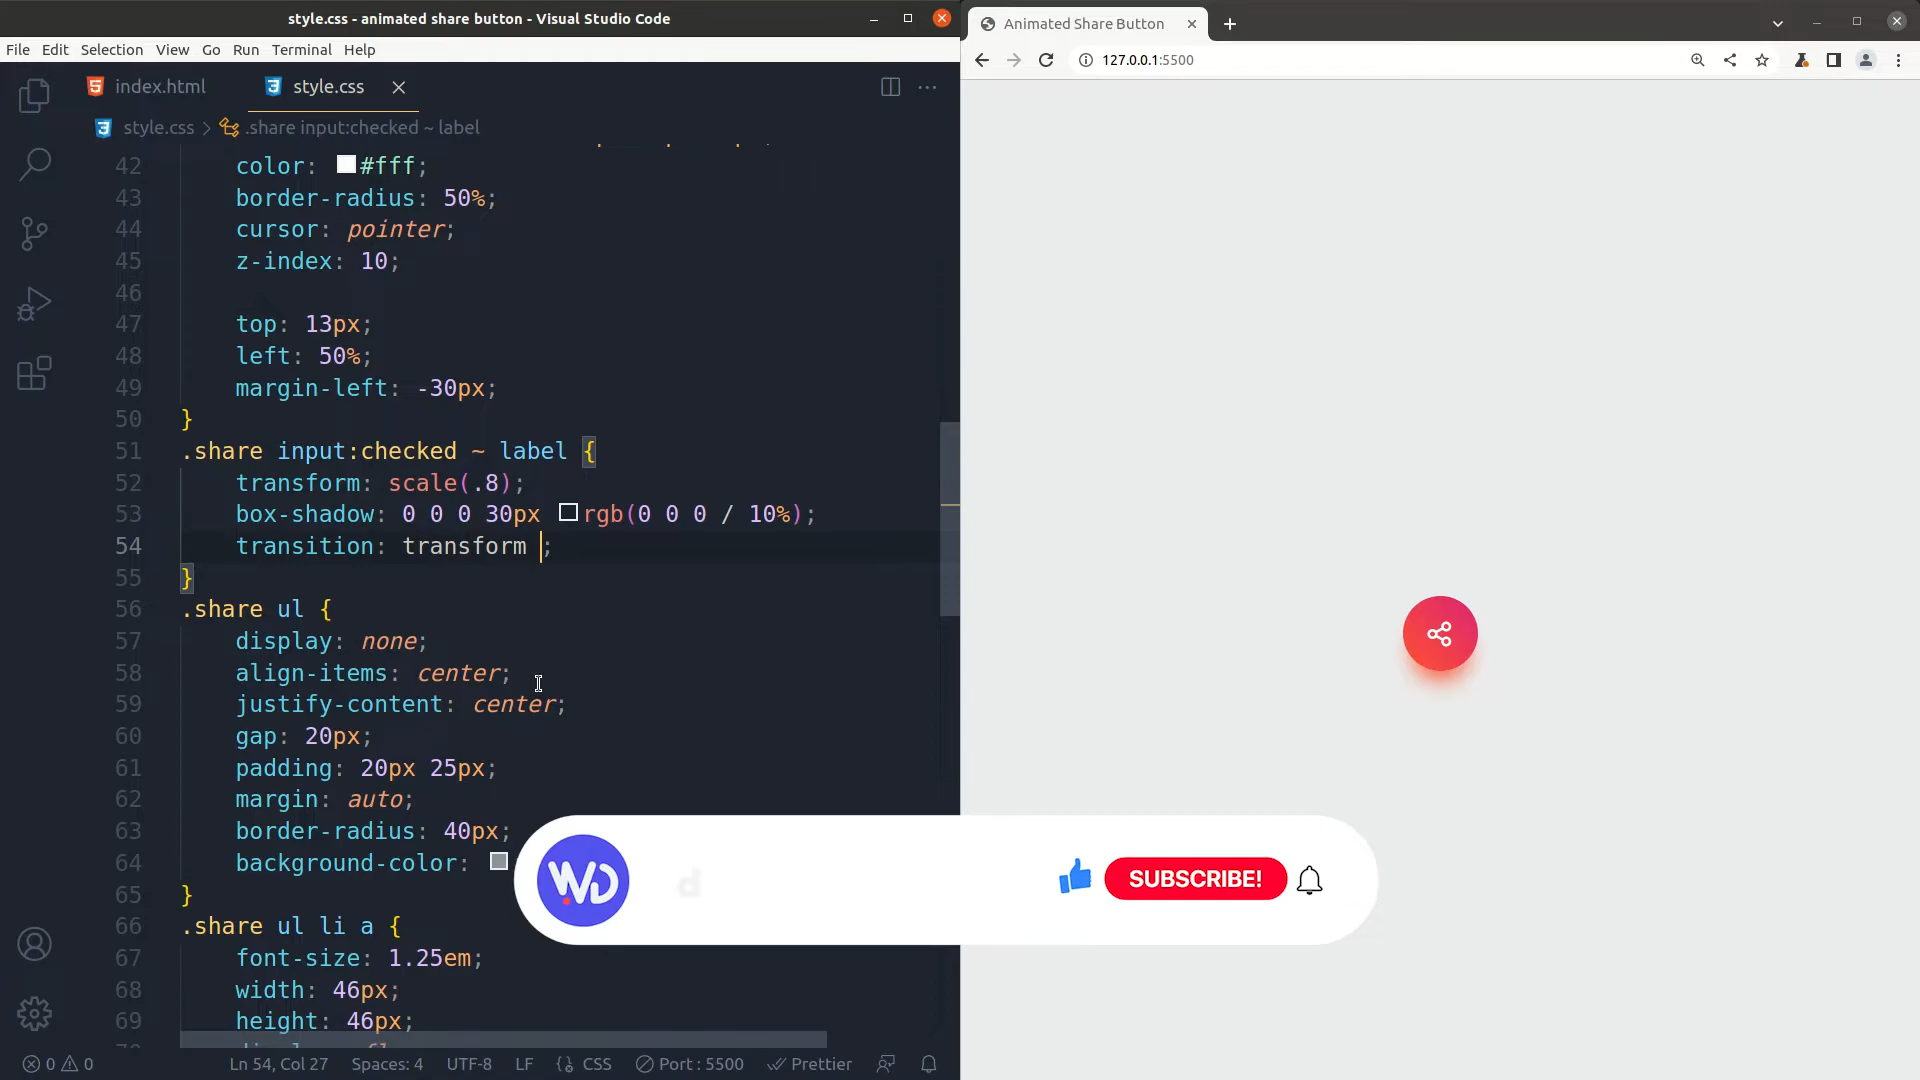 style.css - animated share button - Visual Studio Code
File Edit Selection View Go Run Terminal Help
index.html
style.css
style.css > .share input:checked ~ label
42 color: #fff;
43 border-radius: 50%;
44 cursor: pointer;
45 z-index: 10;
46
47 top: 13px;
48 left: 50%;
49 margin-left: -30px;
50 }
51 .share input:checked ~ label {
52 transform: scale(.8);
53 box-shadow: 0 0 0 30px rgb(0 0 0 / 10%);
54 transition: transform ;
55 }
56 .share ul {
57 display: none;
58 align-items: center;
59 justify-content: center;
60 gap: 20px;
61 padding: 20px 25px;
62 margin: auto;
63 border-radius: 40px;
64 background-color:
65 }
66 .share ul li a {
67 font-size: 1.25em;
68 width: 46px;
69 height: 46px;
0 0 Ln 54, Col 27 Spaces: 4 UTF-8 LF CSS Port : 5500 Prettier
Animated Share Button
127.0.0.1:5500
WD
d
SUBSCRIBE!